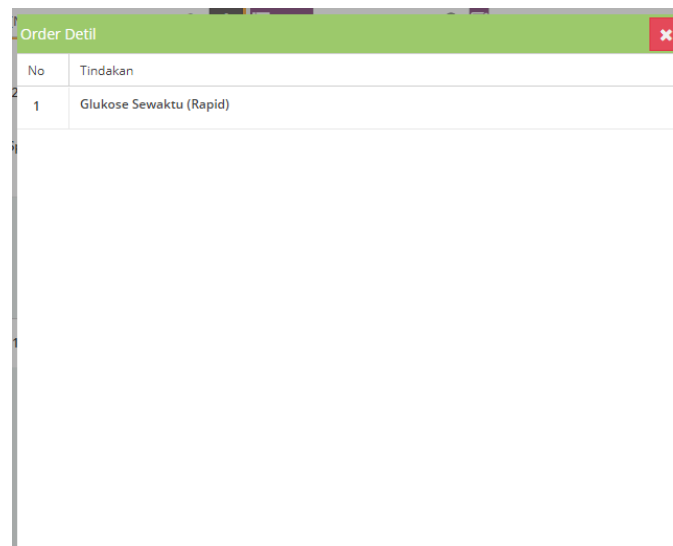 Order Detil
No Tindakan
1 Glukose Sewaktu (Rapid)